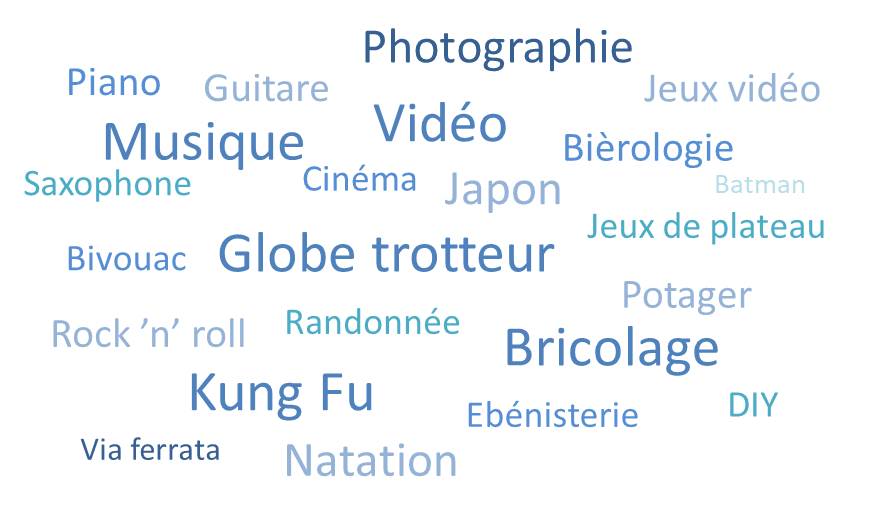 Photographie
Piano
Guitare
Jeux vidéo
Musique
Vidéo
Bièrologie
Saxophone
Cinéma
Japon
Batman
Jeux de plateau
Bivouac
Globe trotteur
Potager
Rock ’n’ roll
Randonnée
Bricolage
Kung Fu
Ebénisterie
DIY
Via ferrata
Natation